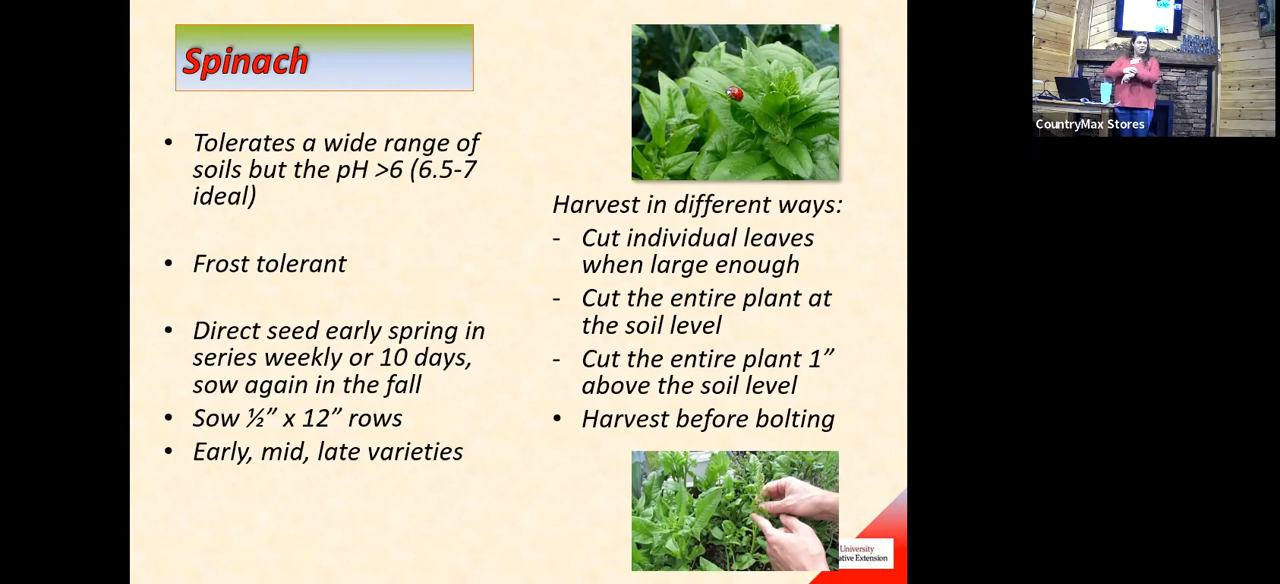 Spinach
• Tolerates a wide range of
soils but the pH >6 (6.5-7
ideal)
• Frost tolerant
• Direct seed early spring in
series weekly or 10 days,
sow again in the fall
• Sow ½” x 12” rows
• Early, mid, late varieties
Harvest in different ways:
- Cut individual leaves
when large enough
- Cut the entire plant at
the soil level
- Cut the entire plant 1”
above the soil level
• Harvest before bolting
University
ative Extension
CountryMax Stores